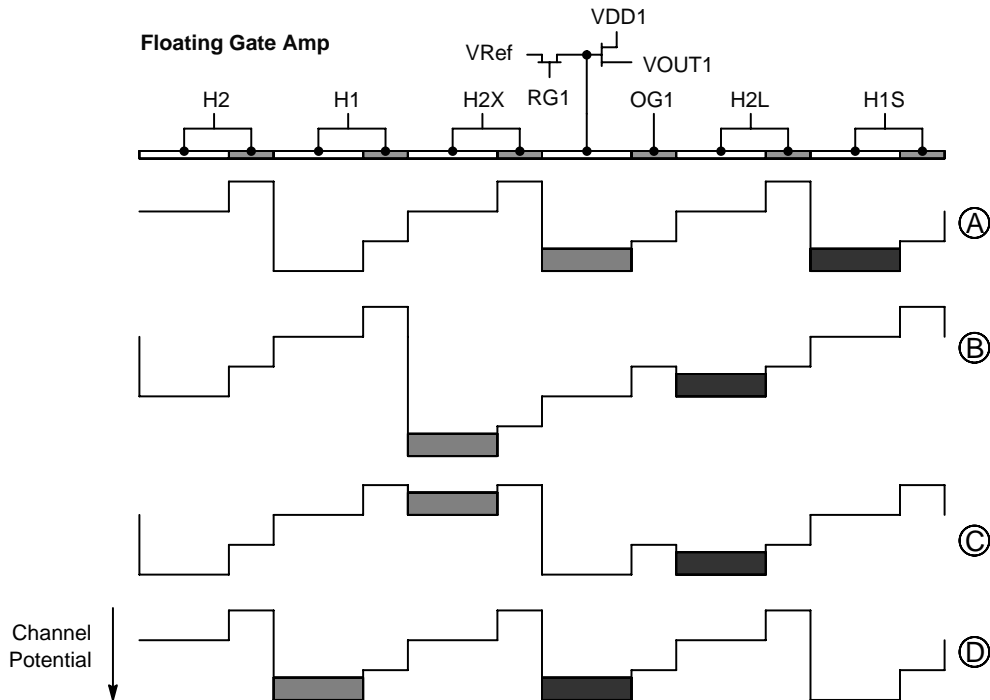 VDD1
Floating Gate Amp
VRef
VOUT1
RG1
H2
H1
H2X
OG1
H2L
H1S
A
B
C
Channel
Potential
D